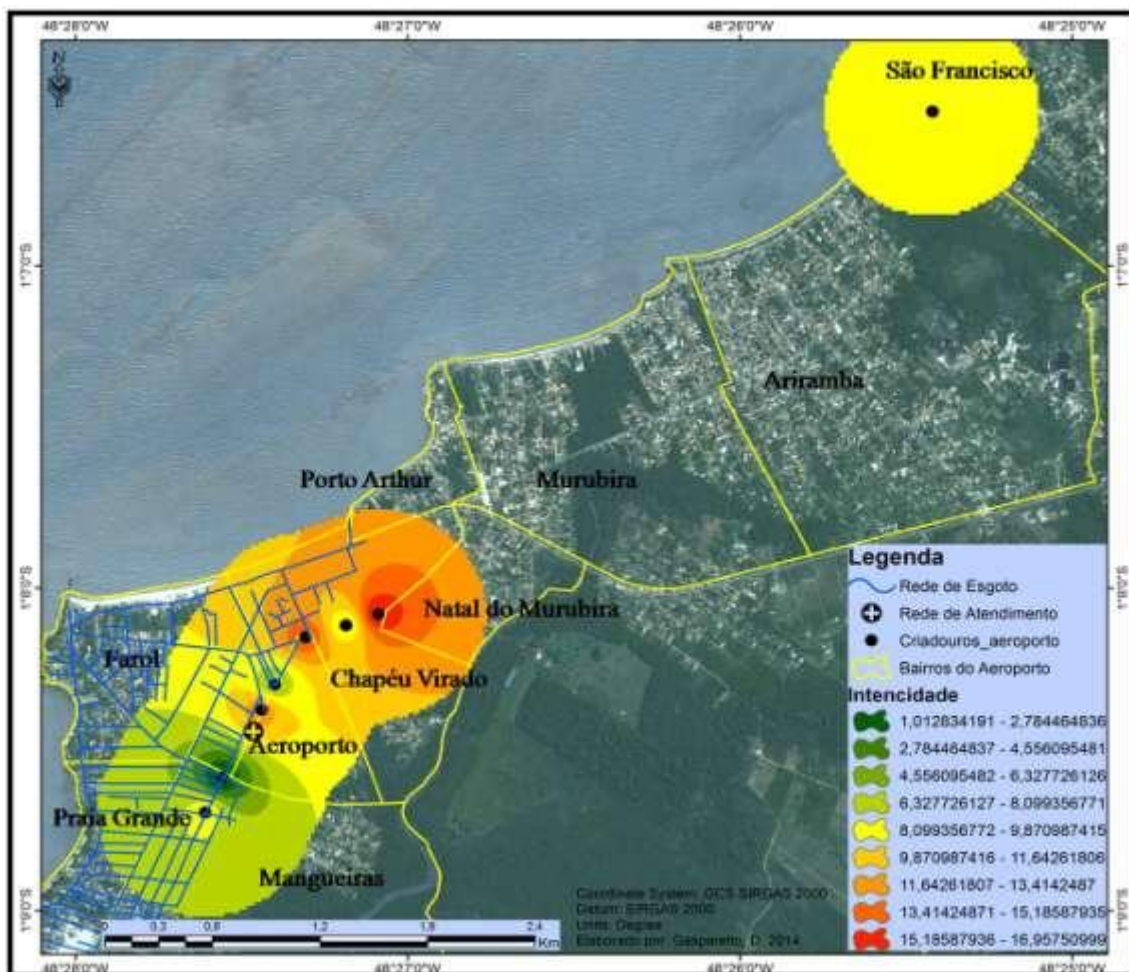 48°28'0"W 48°27'0"W 48°26'0"W 48°25'0"W
N
São Francisco
1°7'0"S 1°7'0"S
Ariramba
Porto Arthur Murubira
1°8'0"S 1°8'0"S
Natal do Murubira
Farol
Chapéu Virado
Aeroporto
Praia Grande
Mangueiras
1°9'0"S 1°9'0"S
Legenda
Rede de Esgoto
Rede de Atendimento
Criadouros_aeroporto
Bairros do Aeroporto
Intencidade
1,012834191 - 2,784464836
2,784464837 - 4,556095481
4,556095482 - 6,327726126
6,327726127 - 8,099356771
8,099356772 - 9,870987415
9,870987416 - 11,64261806
11,64261807 - 13,4142487
13,41424871 - 15,18587935
15,18587936 - 16,95750999
Coordinate System: GCS SIRGAS 2000
Datum: SIRGAS 2000
Units: Degree
Elaborado por: Gasparetto, D. 2014
0 0,3 0,6 1,2 1,8 2,4
Km
48°28'0"W 48°27'0"W 48°26'0"W 48°25'0"W